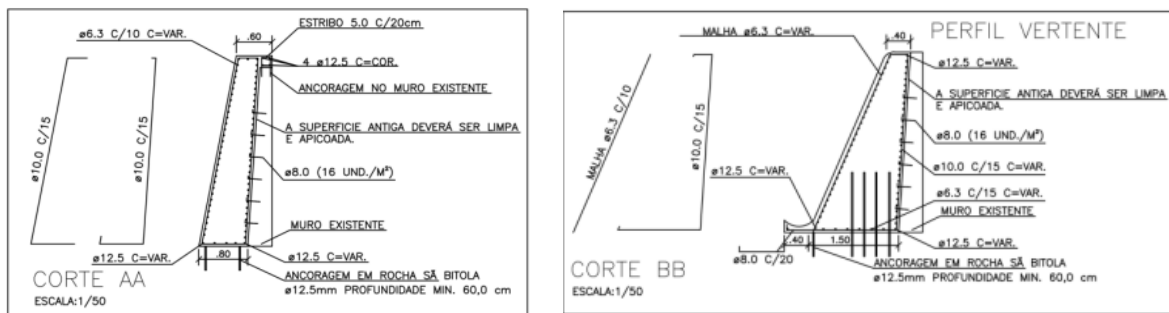 ESTRIBO 5.0 C/20cm
.60
ø6.3 C/10 C=VAR.
4 ø12.5 C=COR.
ANCORAGEM NO MURO EXISTENTE
ø10.0 C/15
ø10.0 C/15
A SUPERFICIE ANTIGA DEVERÁ SER LIMPA
E APICOADA.
ø8.0 (16 UND./M²)
MURO EXISTENTE
ø12.5 C=VAR.
.80
ø12.5 C=VAR.
CORTE AA
ESCALA:1/50
ANCORAGEM EM ROCHA SÃ BITOLA
ø12.5mm PROFUNDIDADE MIN. 60,0 cm
PERFIL VERTENTE
.40
MALHA ø6.3 C=VAR.
ø12.5 C=VAR.
A SUPERFICIE ANTIGA DEVERÁ SER LIMPA
E APICOADA.
MALHA ø6.3 C/10
ø10.0 C/15
ø8.0 (16 UND./M²)
ø10.0 C/15 C=VAR.
ø12.5 C=VAR.
ø6.3 C/15 C=VAR.
MURO EXISTENTE
.40
1.50
ø12.5 C=VAR.
ø8.0 C/20
CORTE BB
ESCALA:1/50
ANCORAGEM EM ROCHA SÃ BITOLA
ø12.5mm PROFUNDIDADE MIN. 60,0 cm